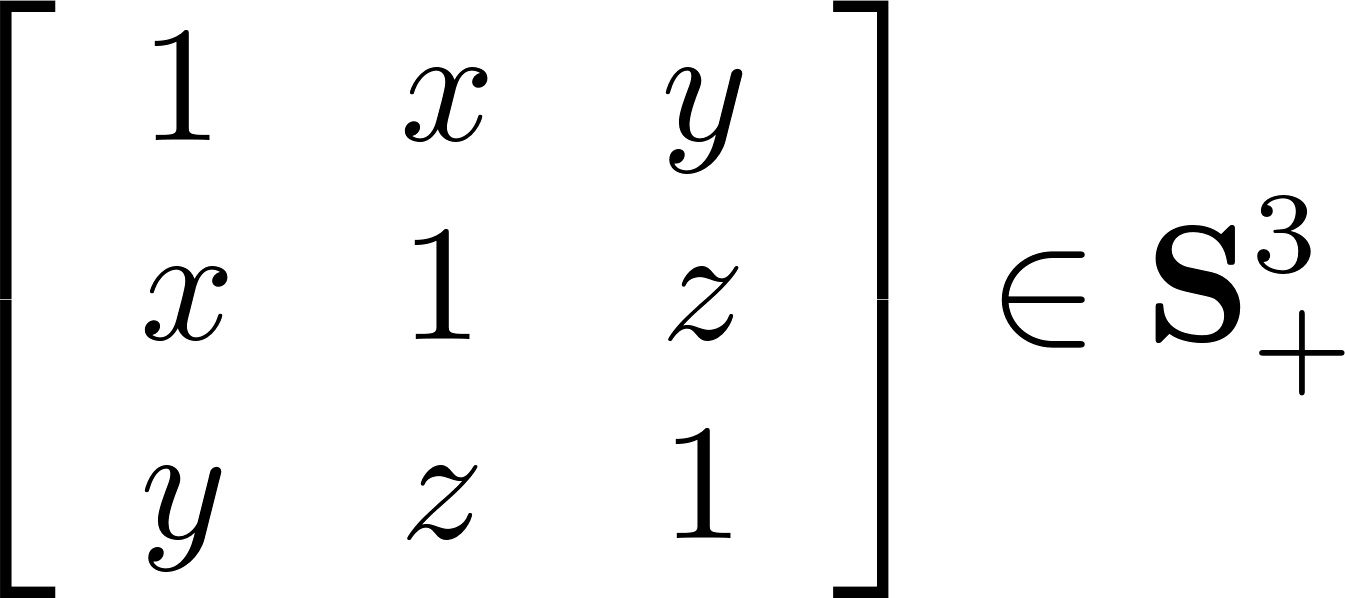 1 x y
x 1 z ∈ S³₊
y z 1